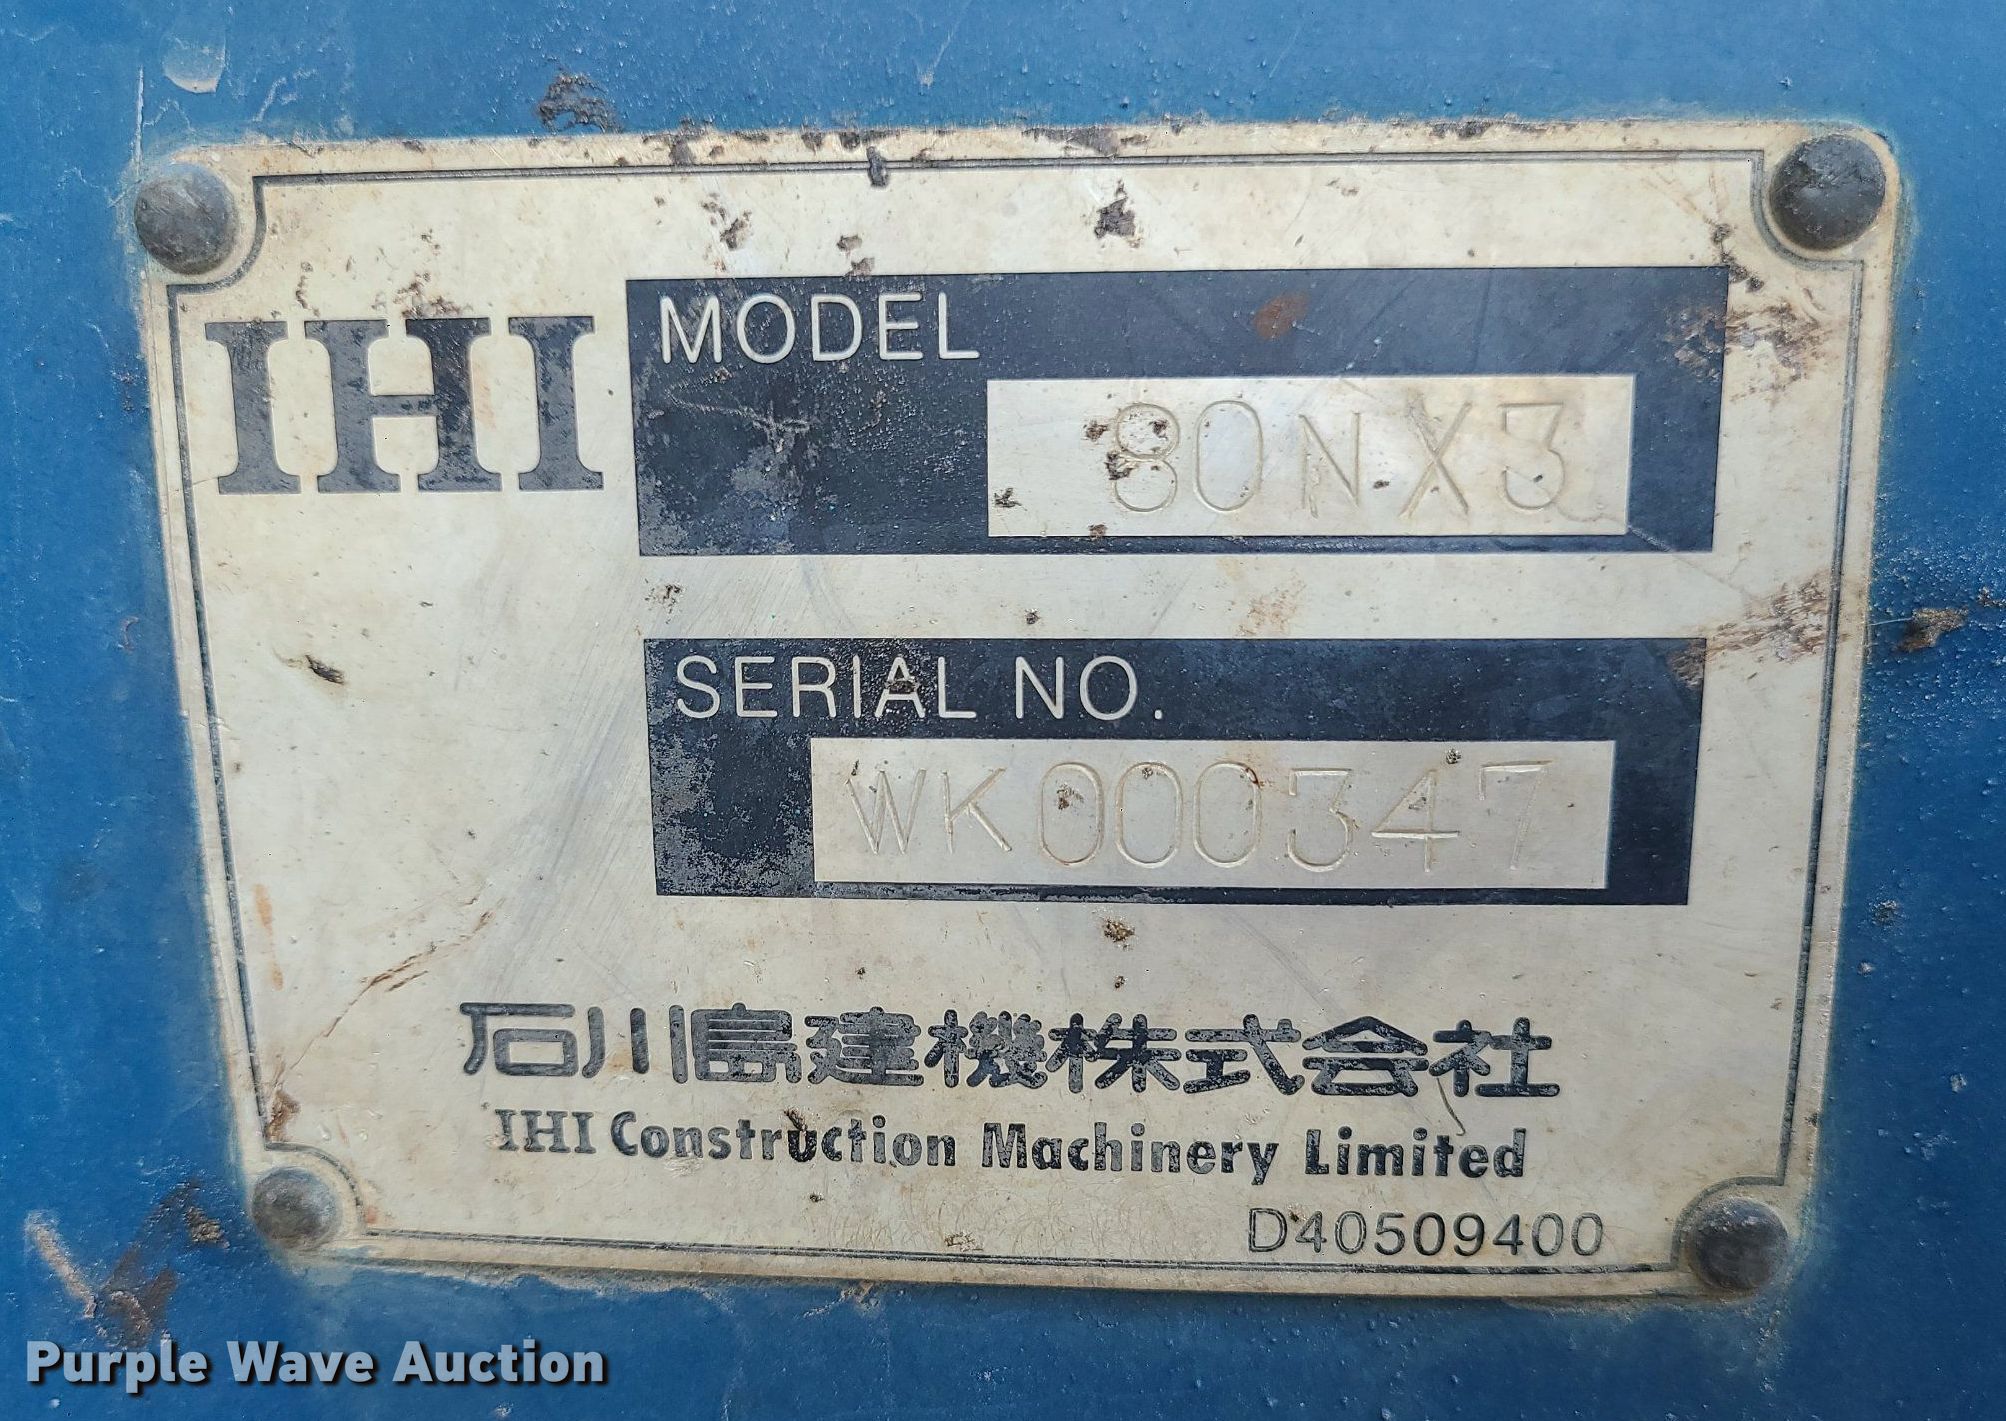 IHI
MODEL
80NX3
SERIAL NO.
WK000347
石川島建機株式会社
IHI Construction Machinery Limited
D40509400
Purple Wave Auction